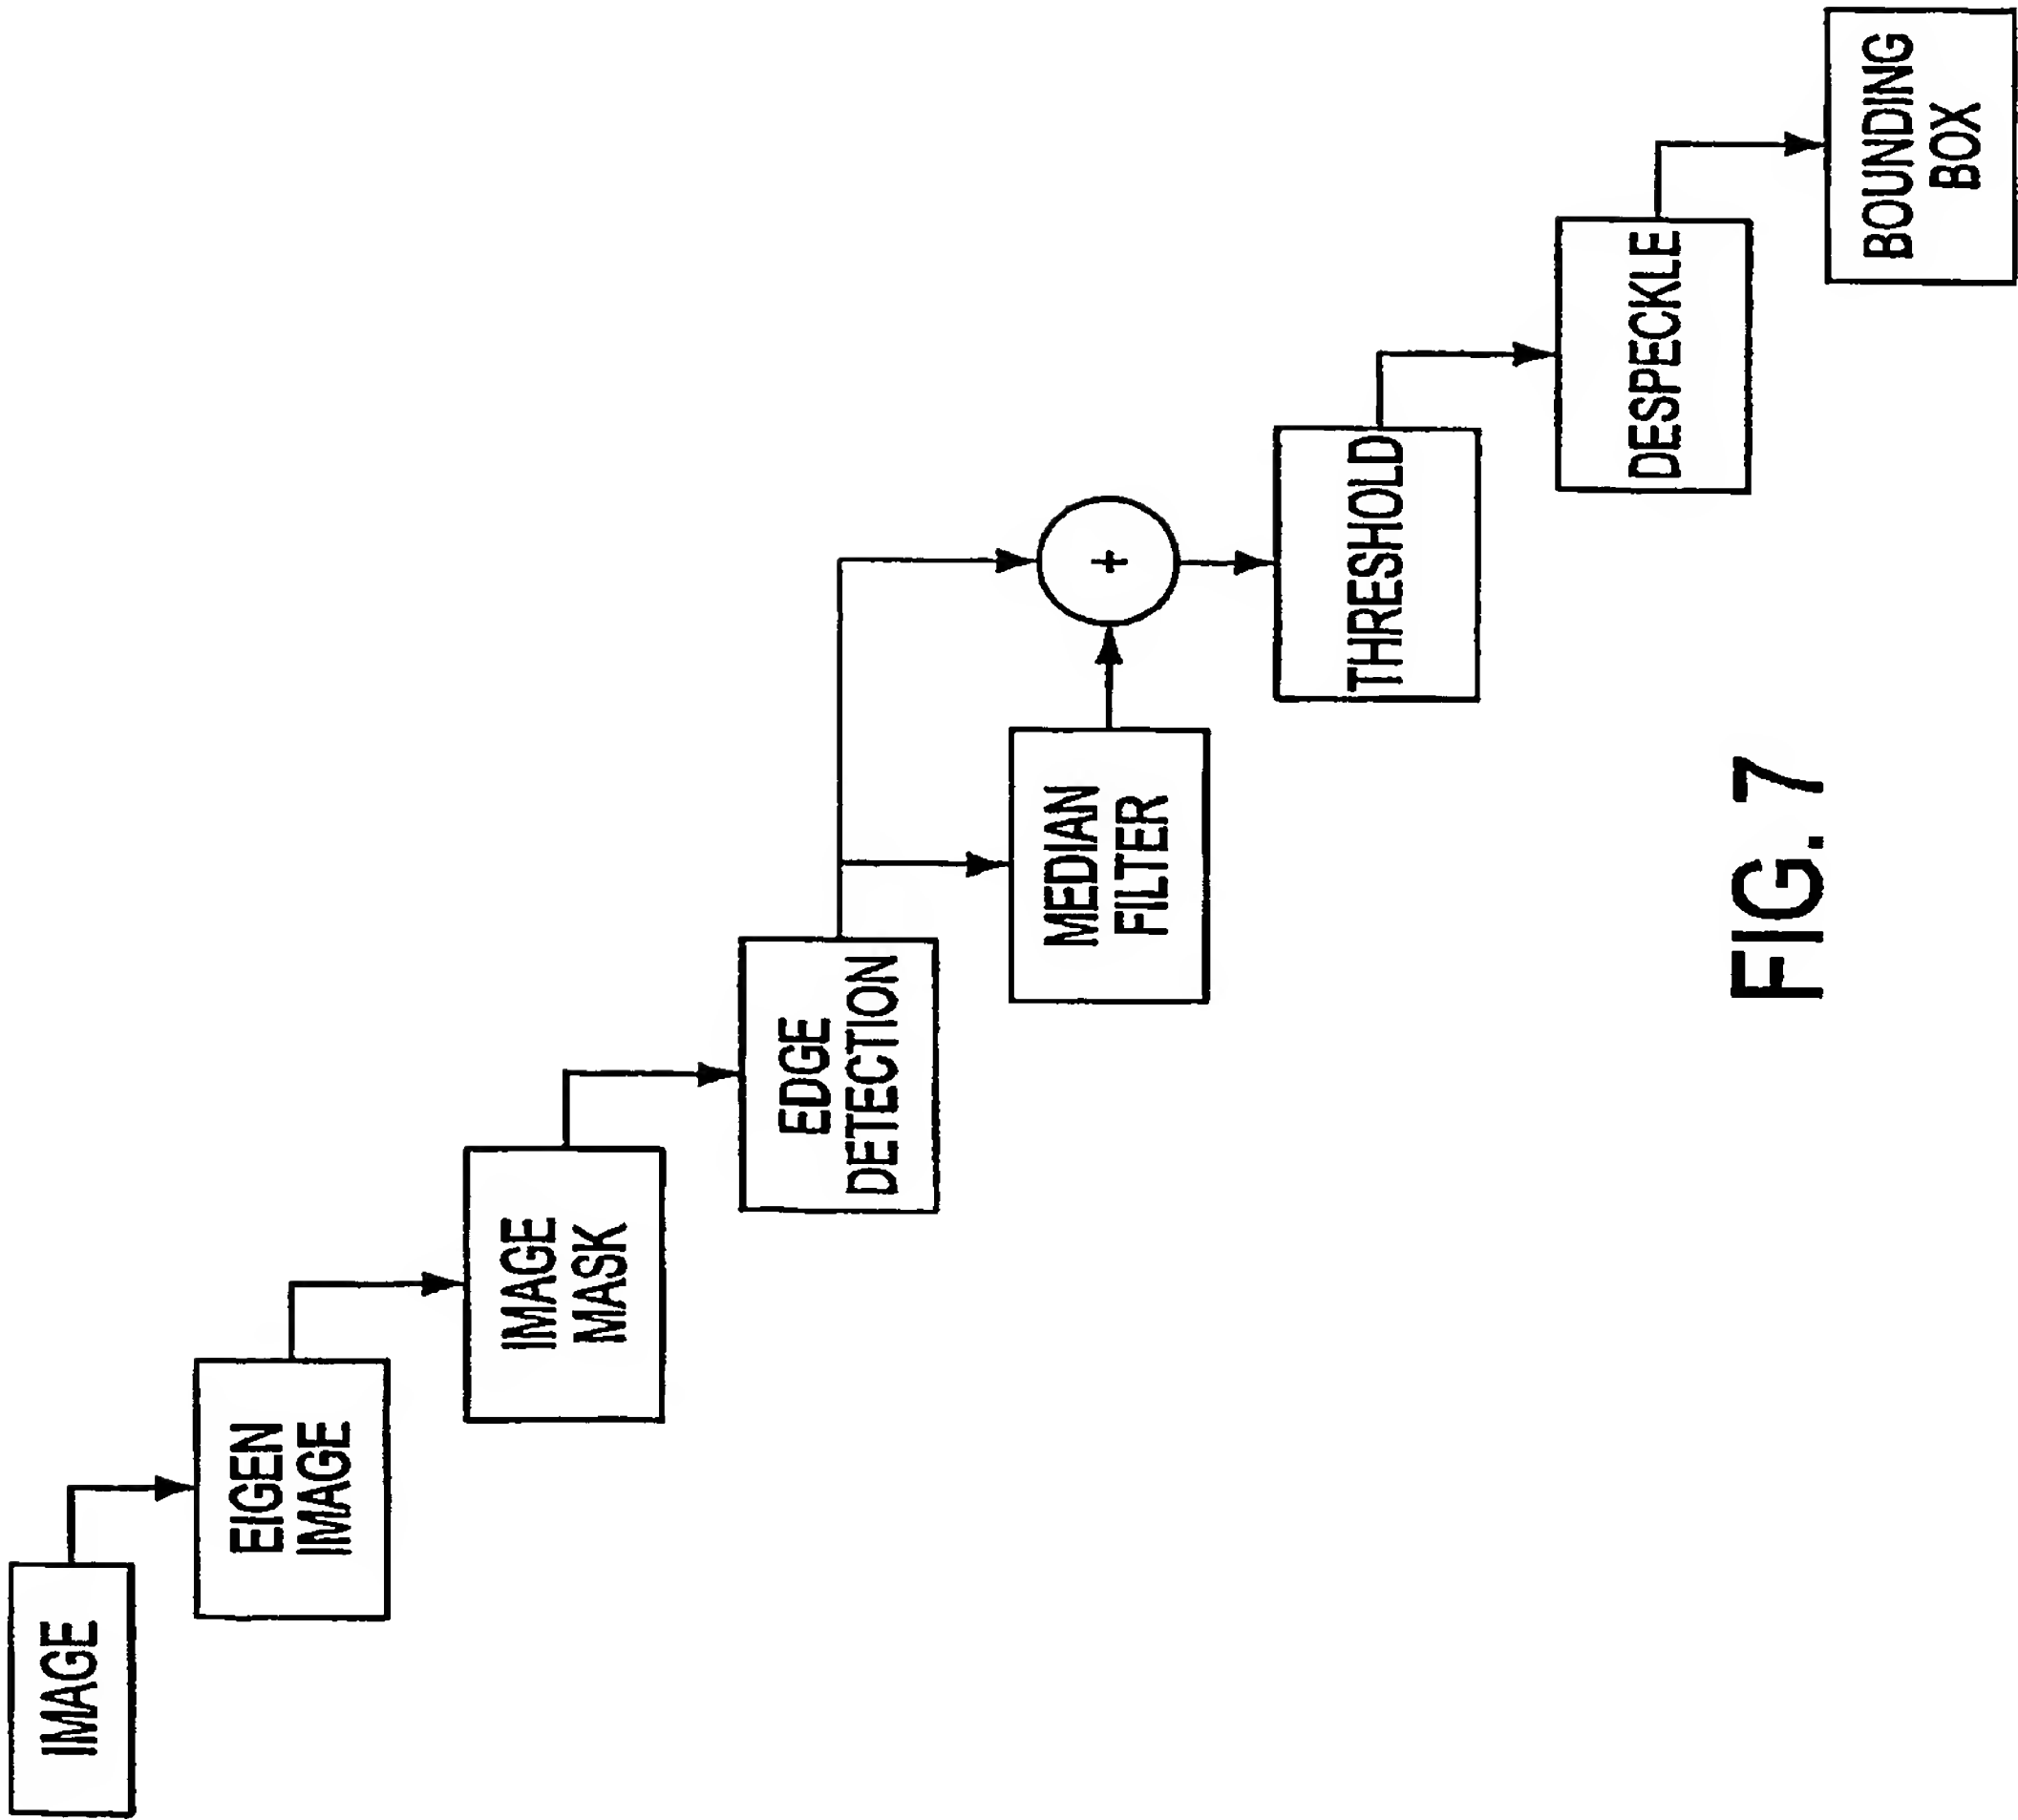 IMAGE
EIGEN
IMAGE
IMAGE
MASK
EDGE
DETECTION
MEDIAN
FILTER
+
THRESHOLD
DESPECKLE
BOUNDING
BOX
FIG. 7